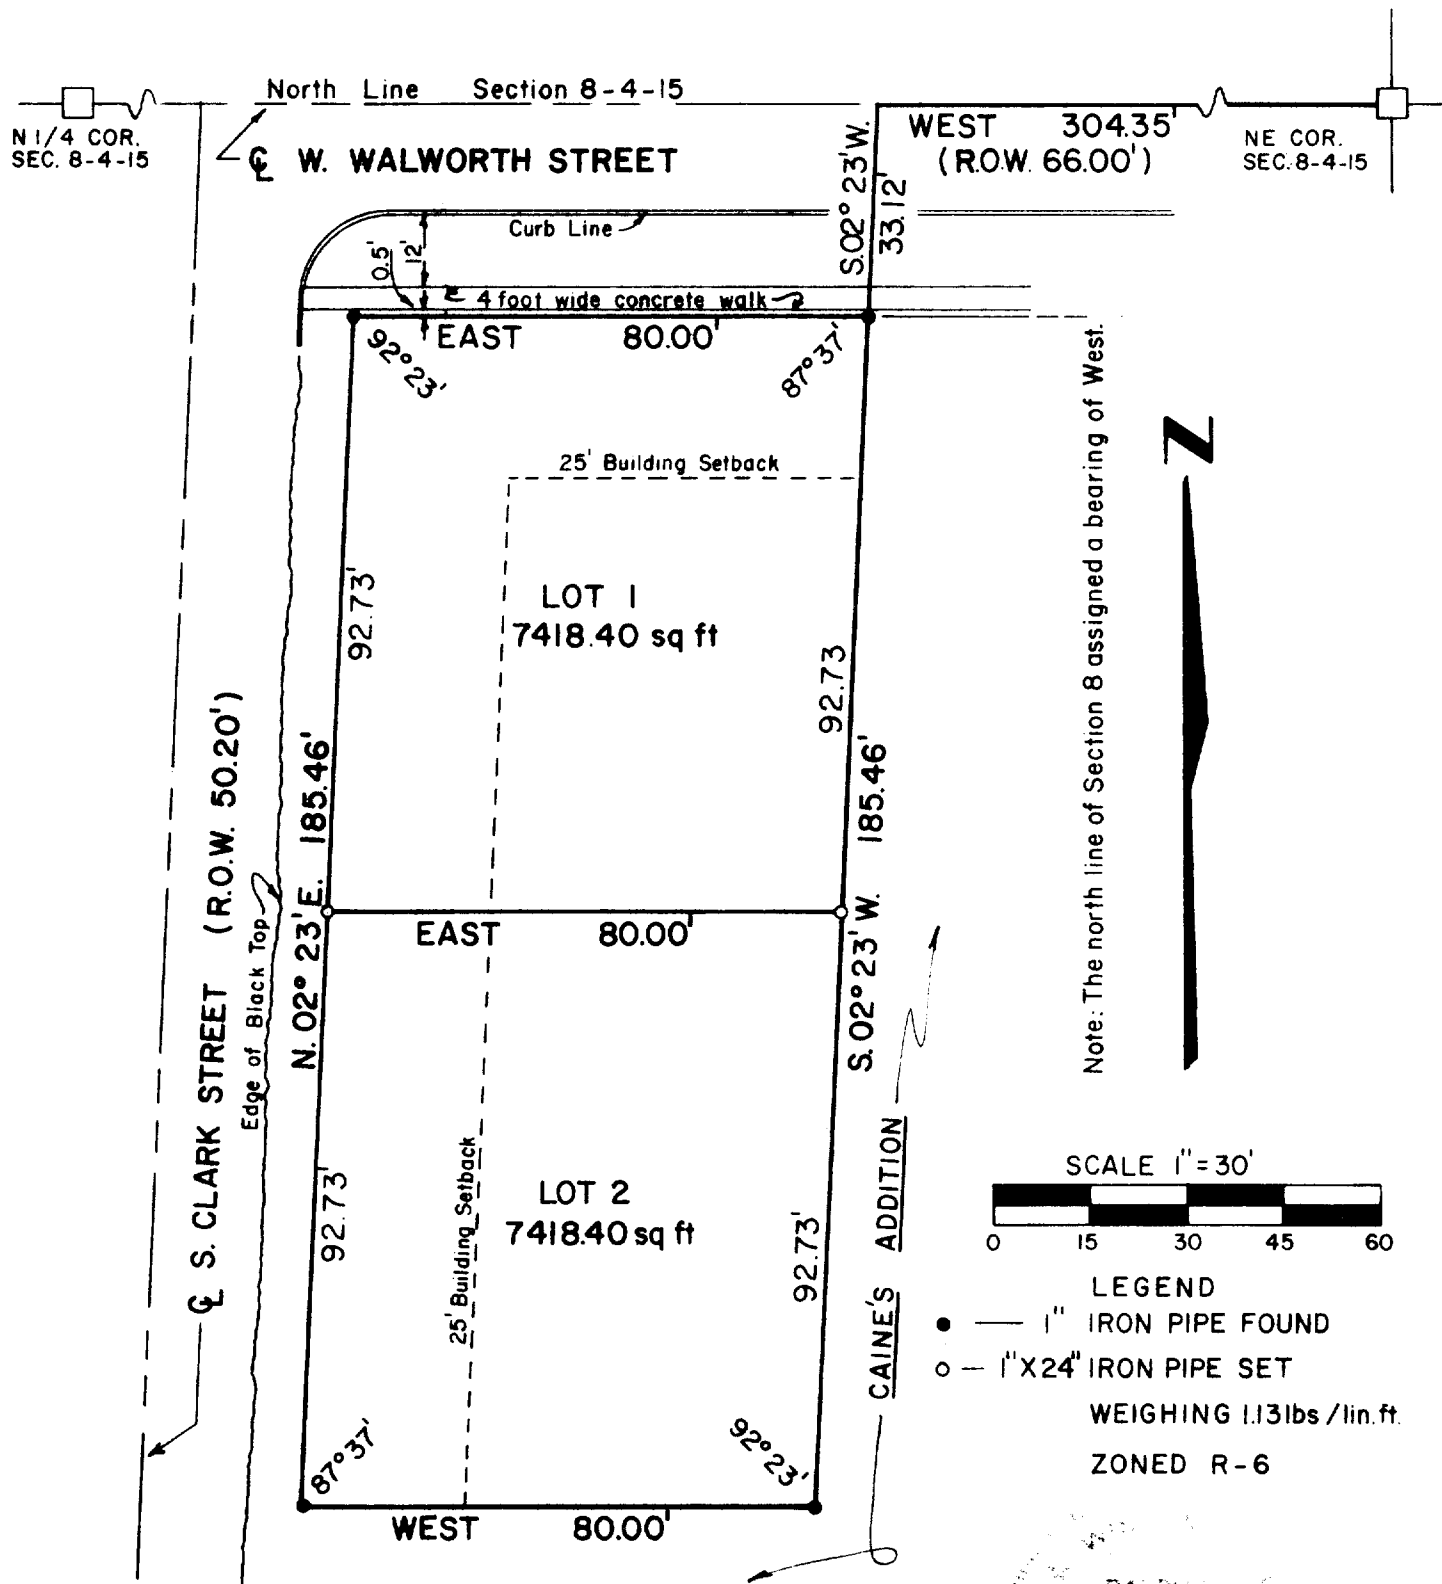 North Line Section 8-4-15
N 1/4 COR.
SEC. 8-4-15
℄ W. WALWORTH STREET
WEST 304.35'
(R.O.W. 66.00')
NE COR.
SEC. 8-4-15
S.02° 23' W.
33.12'
Curb Line
0.5'
12'
4 foot wide concrete walk
EAST 80.00'
92° 23'
87° 37'
25' Building Setback
LOT 1
7418.40 sq ft
92.73'
92.73
N. 02° 23' E. 185.46'
S. 02° 23' W. 185.46'
℄ S. CLARK STREET (R.O.W. 50.20')
Edge of Black Top
EAST 80.00'
LOT 2
7418.40 sq ft
92.73'
92.73'
25' Building Setback
87° 37'
92° 23'
WEST 80.00'
CAINE'S ADDITION
Note: The north line of Section 8 assigned a bearing of West.
N
SCALE 1" = 30'
0 15 30 45 60
LEGEND
1" IRON PIPE FOUND
1" X 24" IRON PIPE SET
WEIGHING 1.13 lbs / lin. ft.
ZONED R-6